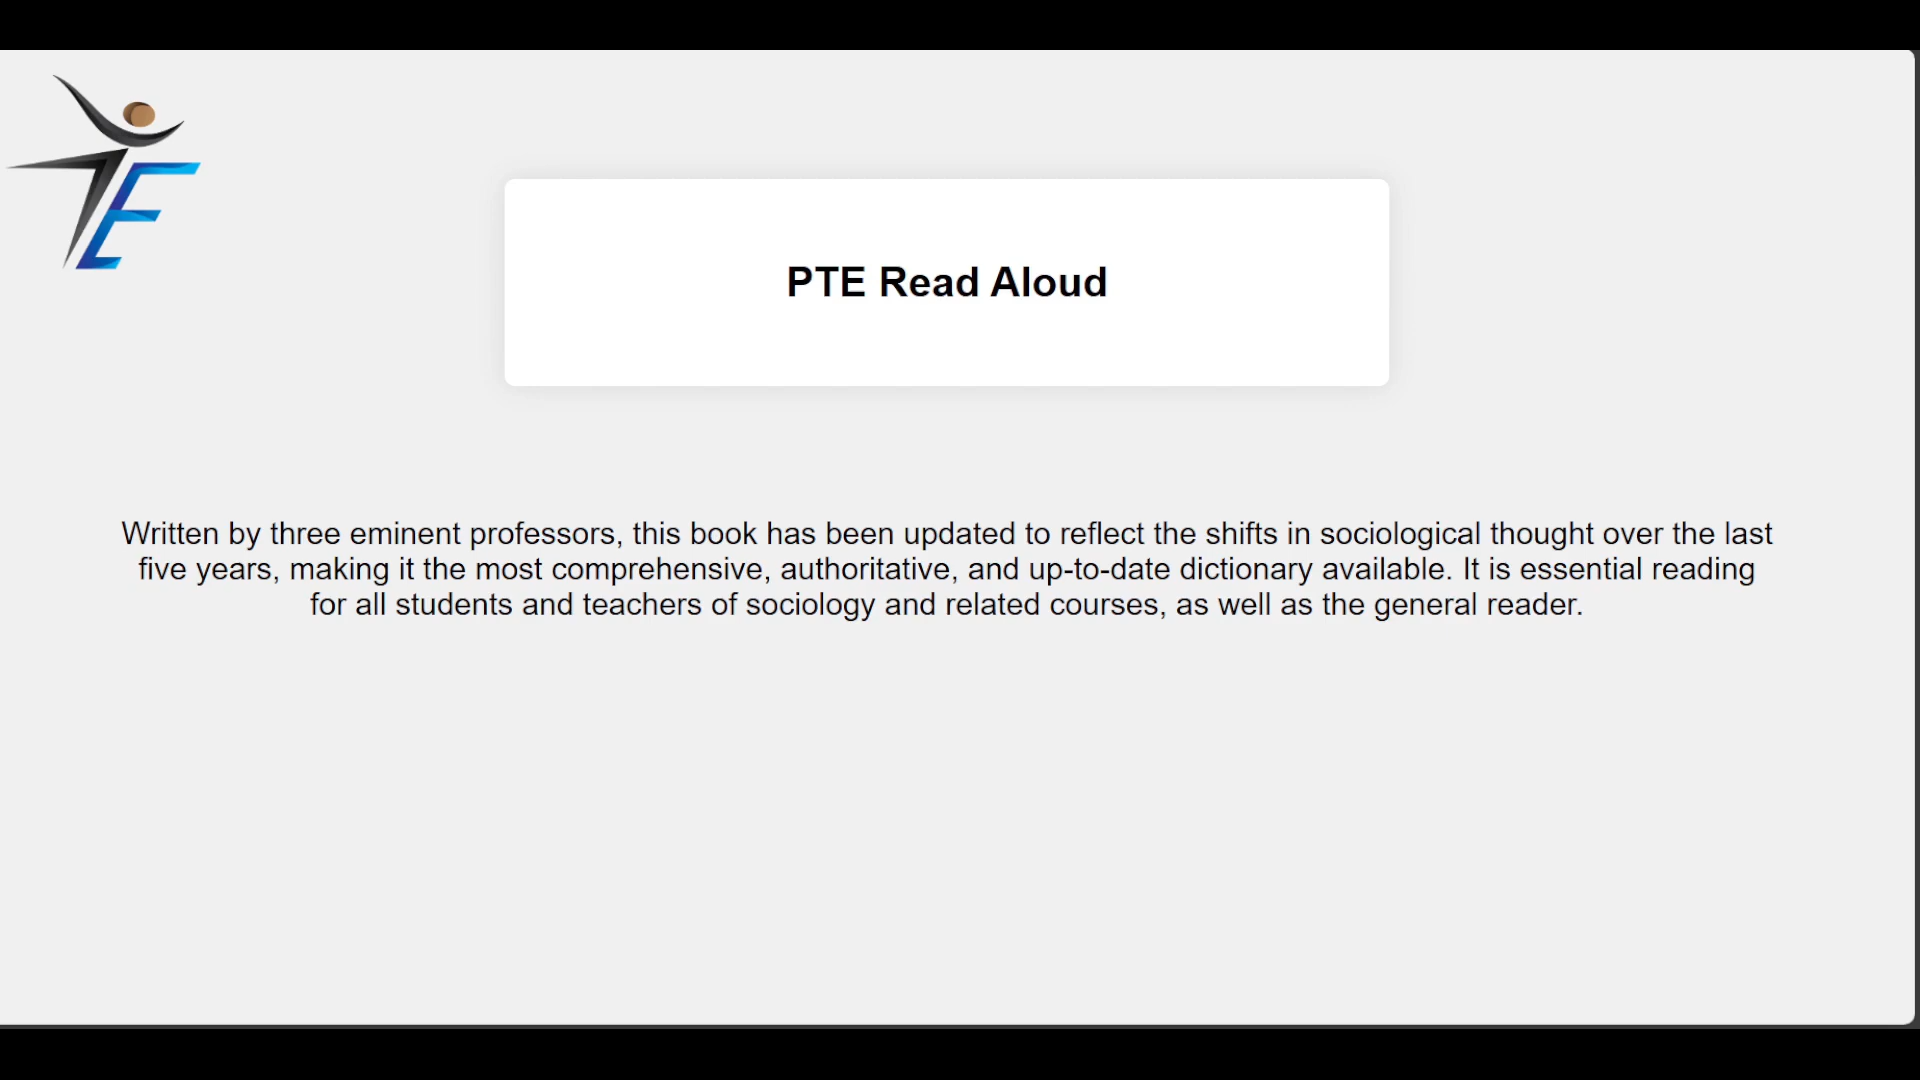 PTE Read Aloud
Written by three eminent professors, this book has been updated to reflect the shifts in sociological thought over the last
five years, making it the most comprehensive, authoritative, and up-to-date dictionary available. It is essential reading
for all students and teachers of sociology and related courses, as well as the general reader.